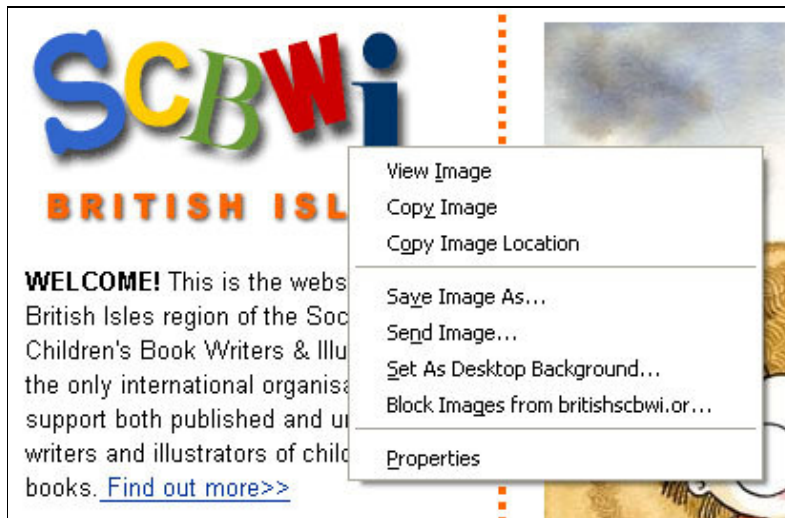 SCBWi
BRITISH ISL
View Image
Copy Image
Copy Image Location
Save Image As...
Send Image...
Set As Desktop Background...
Block Images from britishscbwi.or...
Properties
WELCOME! This is the webs
British Isles region of the Soc
Children's Book Writers & Illu
the only international organisa
support both published and u
writers and illustrators of child
books. Find out more>>